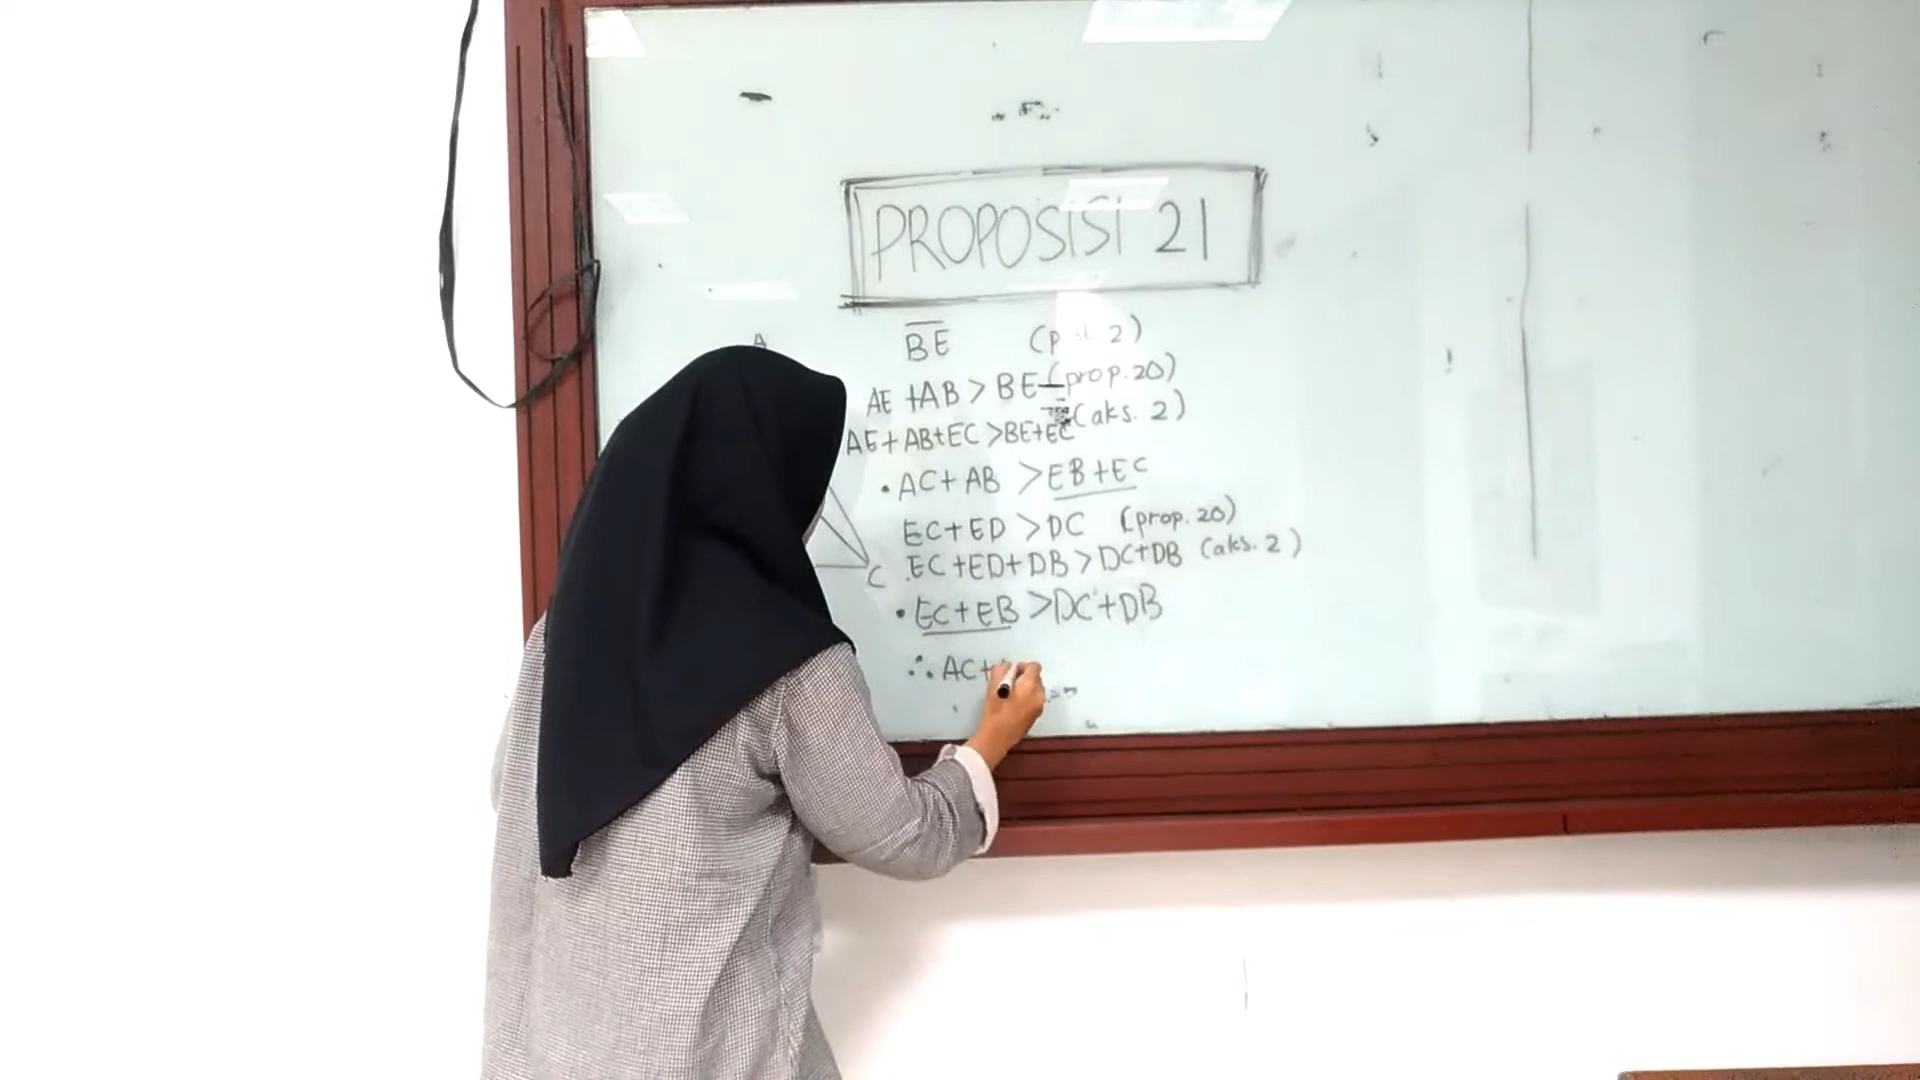 PROPOSISI 21
A
BE (post. 2)
AE + AB > BE (prop. 20)
AE + AB + EC > BE + EC (aks. 2)
• AC + AB > EB + EC
EC + ED > DC (prop. 20)
EC + ED + DB > DC + DB (aks. 2)
C
• EC + EB > DC + DB
∴ AC +